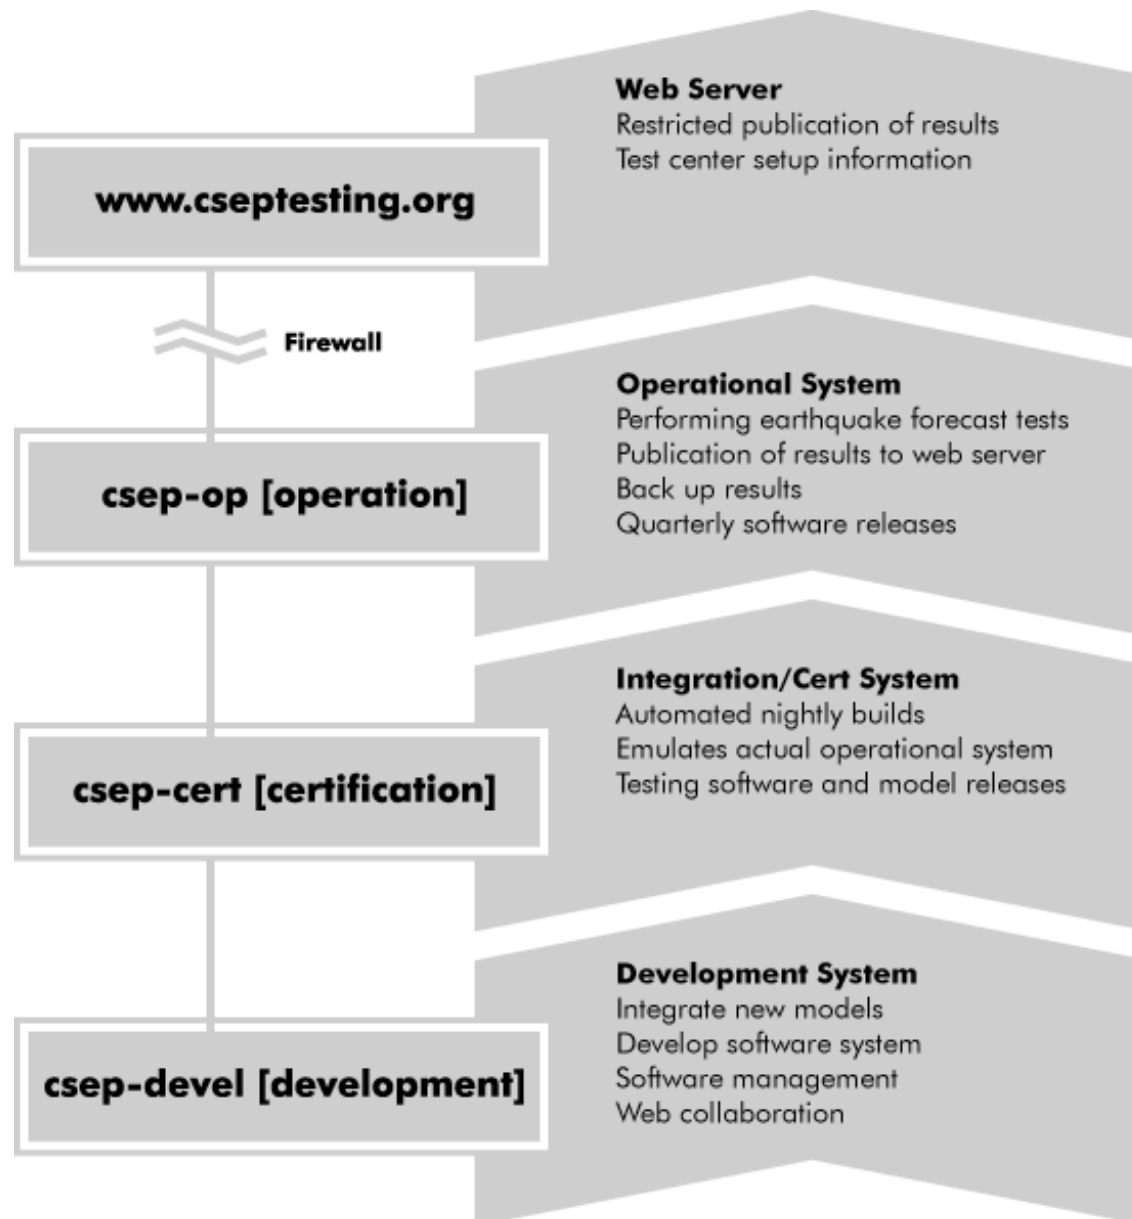 Web Server
Restricted publication of results
Test center setup information
www.cseptesting.org
Firewall
Operational System
Performing earthquake forecast tests
Publication of results to web server
Back up results
Quarterly software releases
csep-op [operation]
Integration/Cert System
Automated nightly builds
Emulates actual operational system
Testing software and model releases
csep-cert [certification]
Development System
Integrate new models
Develop software system
Software management
Web collaboration
csep-devel [development]